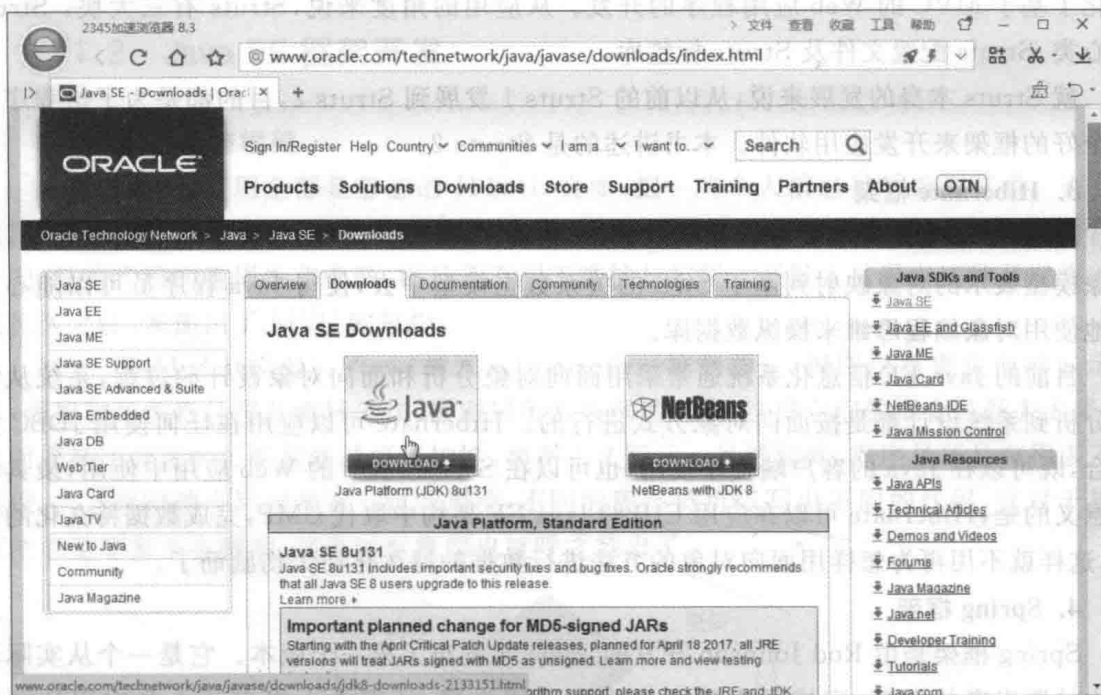 2345加速浏览器 8.3
文件 查看 收藏 工具 帮助
www.oracle.com/technetwork/java/javase/downloads/index.html
Java SE - Downloads | Oracl
ORACLE
Sign In/Register Help Country Communities I am a... I want to... Search
Products Solutions Downloads Store Support Training Partners About OTN
Oracle Technology Network > Java > Java SE > Downloads
Java SE
Java EE
Java ME
Java SE Support
Java SE Advanced & Suite
Java Embedded
Java DB
Web Tier
Java Card
Java TV
New to Java
Community
Java Magazine
Overview Downloads Documentation Community Technologies Training
Java SE Downloads
Java
DOWNLOAD
Java Platform (JDK) 8u131
NetBeans
DOWNLOAD
NetBeans with JDK 8
Java Platform, Standard Edition
Java SE 8u131
Java SE 8u131 includes important security fixes and bug fixes. Oracle strongly recommends
that all Java SE 8 users upgrade to this release.
Learn more
Important planned change for MD5-signed JARs
Starting with the April Critical Patch Update releases, planned for April 18 2017, all JRE
versions will treat JARs signed with MD5 as unsigned. Learn more and view testing
orithm support, please check the JRE and JDK
Java SDKs and Tools
Java SE
Java EE and Glassfish
Java ME
Java Card
NetBeans IDE
Java Mission Control
Java Resources
Java APIs
Technical Articles
Demos and Videos
Forums
Java Magazine
Java.net
Developer Training
Tutorials
Java.com
www.oracle.com/technetwork/java/javase/downloads/jdk8-downloads-2133151.html